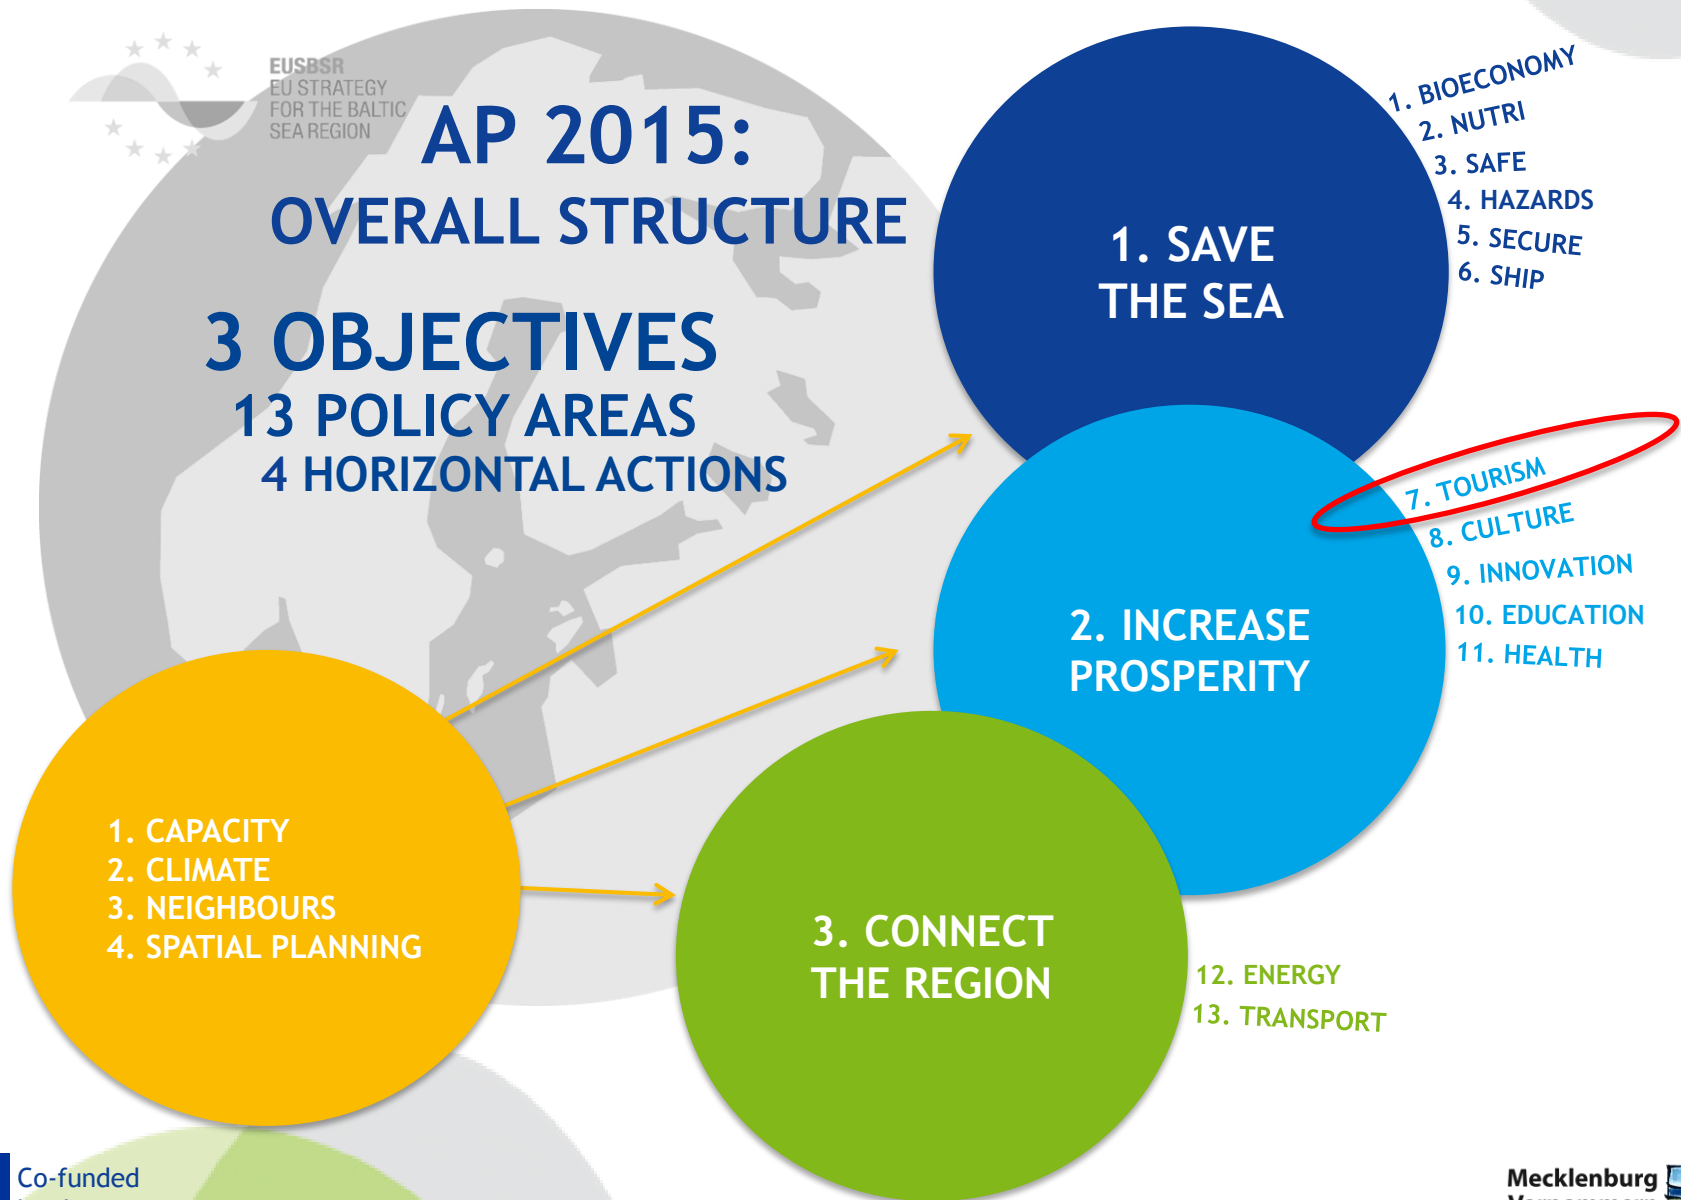 EUSBSR
EU STRATEGY
FOR THE BALTIC
SEA REGION
AP 2015:
OVERALL STRUCTURE
3 OBJECTIVES
13 POLICY AREAS
4 HORIZONTAL ACTIONS
1. SAVE
THE SEA
1. BIOECONOMY
2. NUTRI
3. SAFE
4. HAZARDS
5. SECURE
6. SHIP
2. INCREASE
PROSPERITY
7. TOURISM
8. CULTURE
9. INNOVATION
10. EDUCATION
11. HEALTH
1. CAPACITY
2. CLIMATE
3. NEIGHBOURS
4. SPATIAL PLANNING
3. CONNECT
THE REGION
12. ENERGY
13. TRANSPORT
Co-funded
Mecklenburg